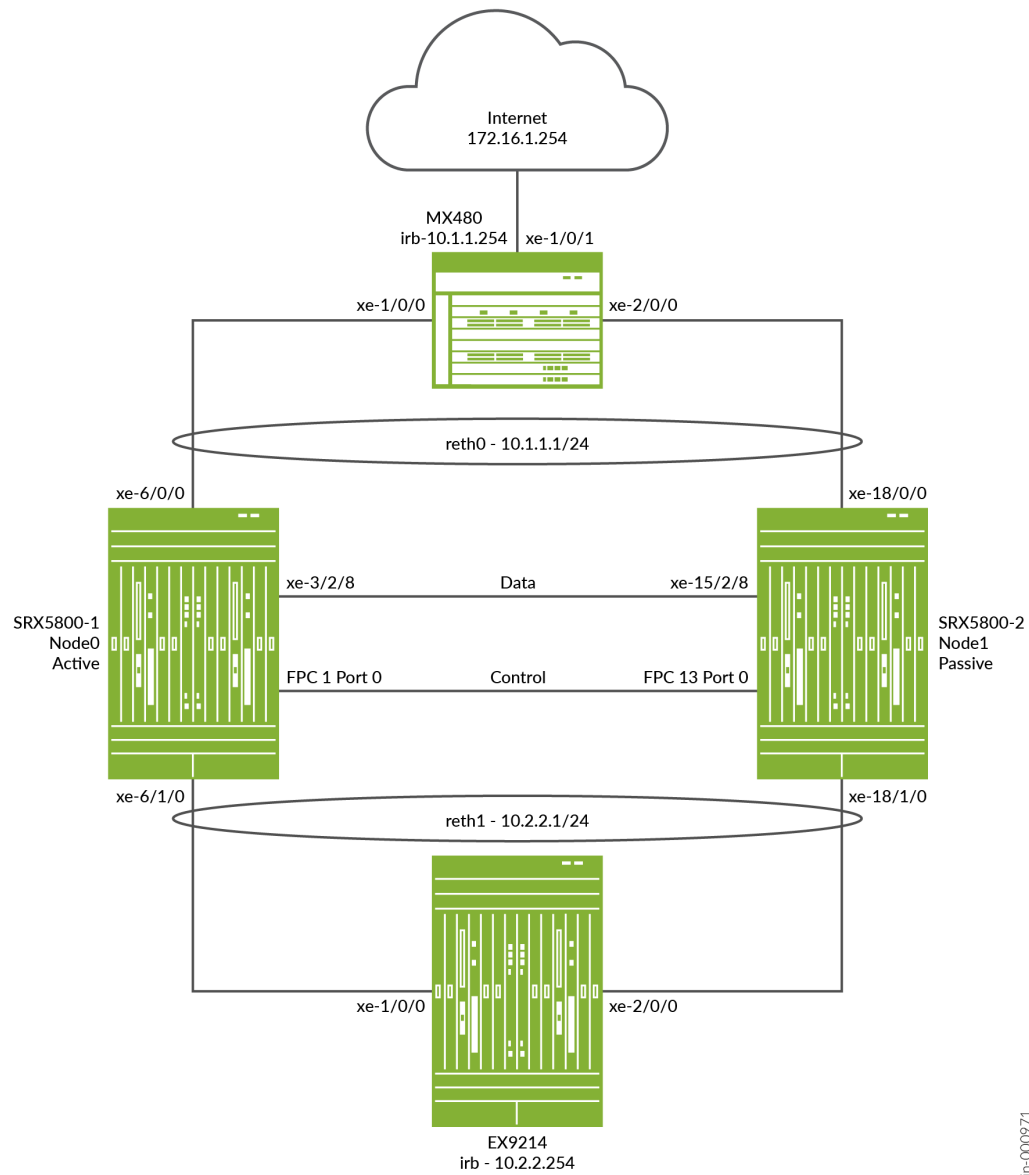 Internet
172.16.1.254
MX480
irb-10.1.1.254
xe-1/0/1
xe-1/0/0
xe-2/0/0
reth0 - 10.1.1.1/24
xe-6/0/0
xe-18/0/0
xe-3/2/8
Data
xe-15/2/8
SRX5800-1
Node0
Active
SRX5800-2
Node1
Passive
FPC 1 Port 0
Control
FPC 13 Port 0
xe-6/1/0
xe-18/1/0
reth1 - 10.2.2.1/24
xe-1/0/0
xe-2/0/0
EX9214
irb - 10.2.2.254
jn-000971